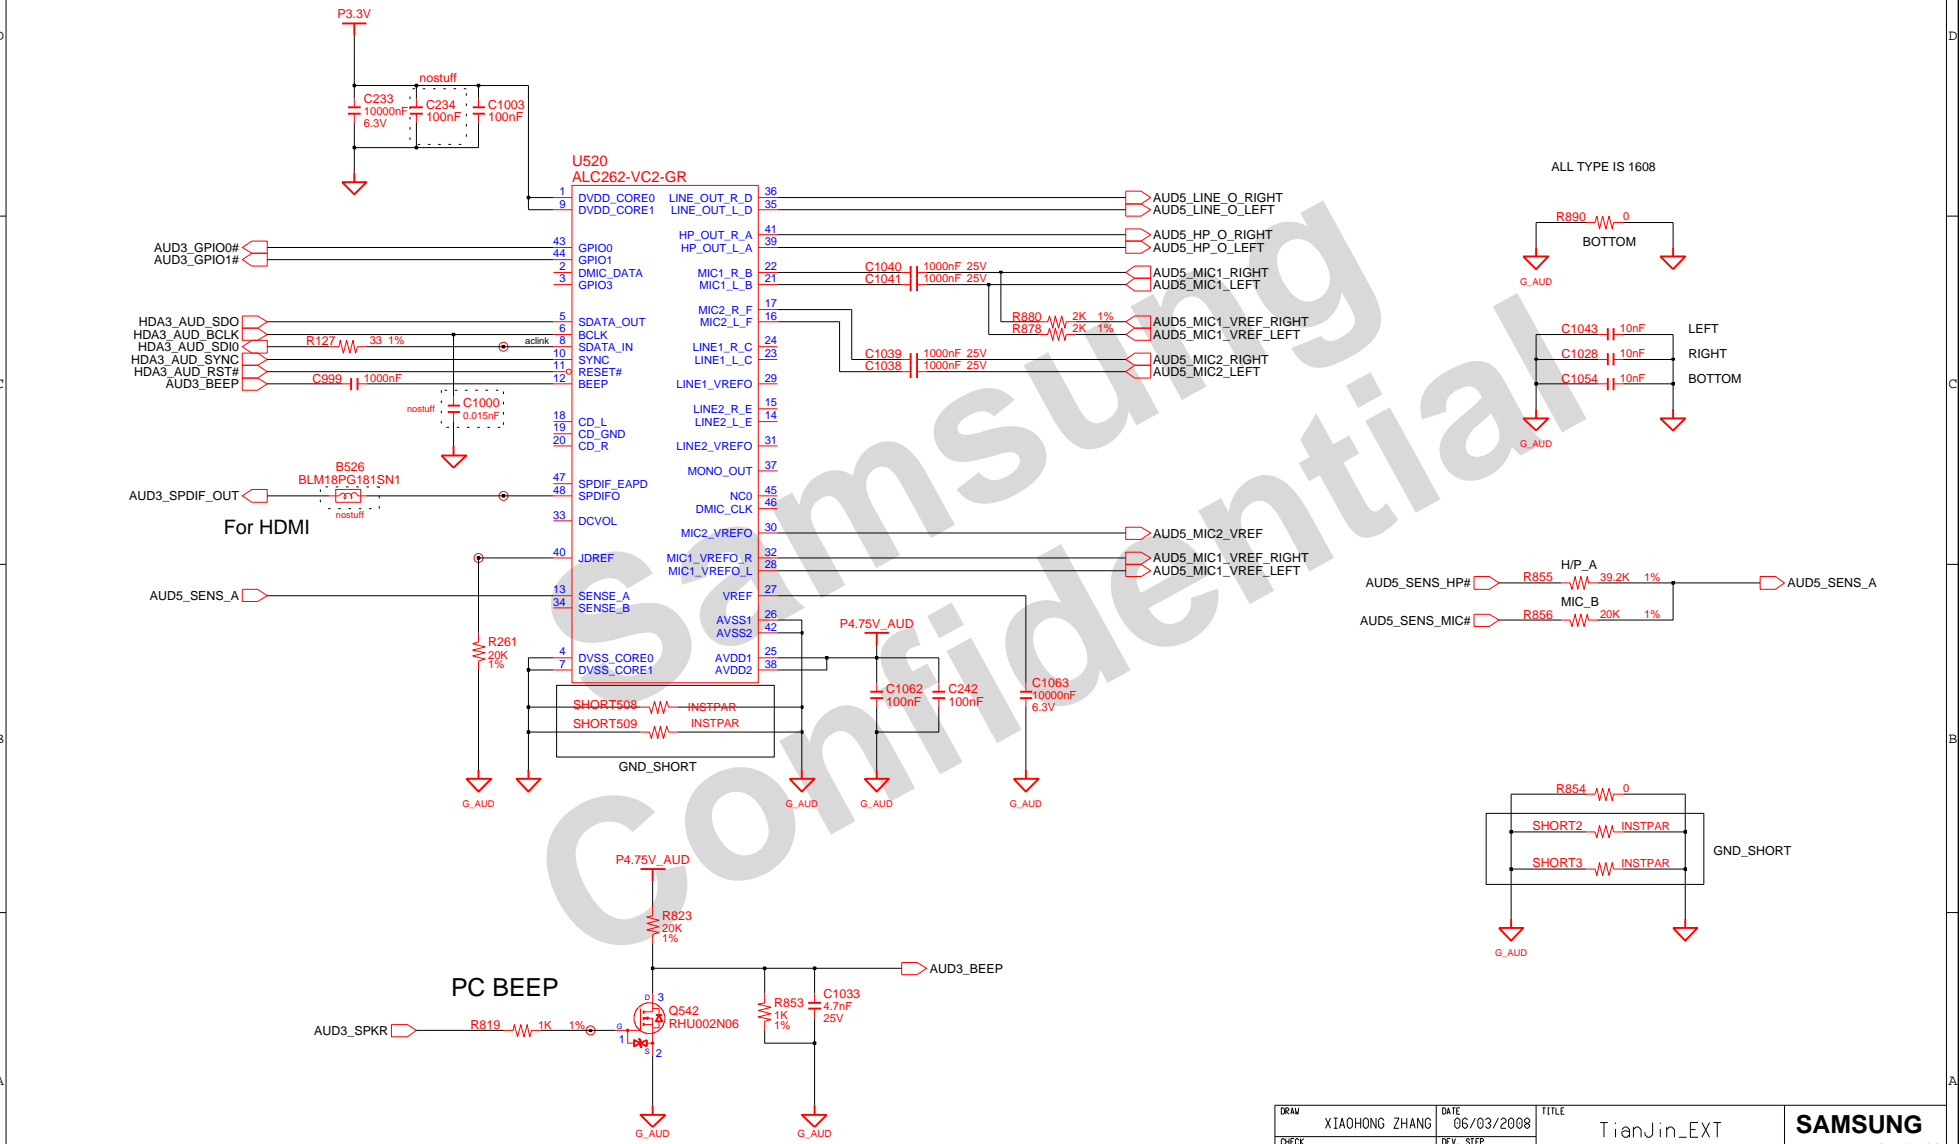 P3.3V
nostuff
C233
10000nF
6.3V
C234
100nF
C1003
100nF
U520
ALC262-VC2-GR
1 DVDD_CORE0 LINE_OUT_R_D 36 AUD5_LINE_O_RIGHT
9 DVDD_CORE1 LINE_OUT_L_D 35 AUD5_LINE_O_LEFT
HP_OUT_R_A 41 AUD5_HP_O_RIGHT
AUD3_GPIO0# 43 GPIO0 HP_OUT_L_A 39 AUD5_HP_O_LEFT
AUD3_GPIO1# 44 GPIO1
2 DMIC_DATA MIC1_R_B 22 C1040 1000nF 25V AUD5_MIC1_RIGHT
3 GPIO3 MIC1_L_B 21 C1041 1000nF 25V AUD5_MIC1_LEFT
MIC2_R_F 17
HDA3_AUD_SDO 5 SDATA_OUT MIC2_L_F 16 R880 2K 1% AUD5_MIC1_VREF_RIGHT
HDA3_AUD_BCLK 6 BCLK R878 2K 1% AUD5_MIC1_VREF_LEFT
HDA3_AUD_SDI0 R127 33 1% aclink 8 SDATA_IN LINE1_R_C 24
HDA3_AUD_SYNC 10 SYNC LINE1_L_C 23 C1039 1000nF 25V AUD5_MIC2_RIGHT
HDA3_AUD_RST# 11 RESET# C1038 1000nF 25V AUD5_MIC2_LEFT
AUD3_BEEP C999 1000nF 12 BEEP LINE1_VREFO 29
nostuff C1000
0.015nF
LINE2_R_E 15
18 CD_L LINE2_L_E 14
19 CD_GND
20 CD_R LINE2_VREFO 31
MONO_OUT 37
B526
BLM18PG181SN1
47 SPDIF_EAPD
AUD3_SPDIF_OUT 48 SPDIFO NC0 45
nostuff
DMIC_CLK 46
For HDMI
33 DCVOL
MIC2_VREFO 30 AUD5_MIC2_VREF
40 JDREF MIC1_VREFO_R 32 AUD5_MIC1_VREF_RIGHT
MIC1_VREFO_L 28 AUD5_MIC1_VREF_LEFT
AUD5_SENS_A 13 SENSE_A VREF 27
34 SENSE_B
AVSS1 26
AVSS2 42
P4.75V_AUD
R261
20K
1%
4 DVSS_CORE0 AVDD1 25
7 DVSS_CORE1 AVDD2 38
C1062
100nF
C242
100nF
C1063
10000nF
6.3V
SHORT508 INSTPAR
SHORT509 INSTPAR
GND_SHORT
G_AUD
G_AUD
G_AUD
G_AUD
ALL TYPE IS 1608
R890 0
BOTTOM
G_AUD
C1043 10nF LEFT
C1028 10nF RIGHT
C1054 10nF BOTTOM
G_AUD
H/P_A
AUD5_SENS_HP# R855 39.2K 1% AUD5_SENS_A
MIC_B
AUD5_SENS_MIC# R856 20K 1%
R854 0
SHORT2 INSTPAR
GND_SHORT
SHORT3 INSTPAR
G_AUD
P4.75V_AUD
R823
20K
1%
AUD3_BEEP
PC BEEP
D 3
Q542
RHU002N06
R853
1K
1%
C1033
4.7nF
25V
AUD3_SPKR R819 1K 1% G
1
S 2
G_AUD
G_AUD
Samsung
Confidential
D
C
B
A
DRAW XIAOHONG ZHANG DATE 06/03/2008 TITLE TianJin_EXT SAMSUNG
CHECK DEV. STEP